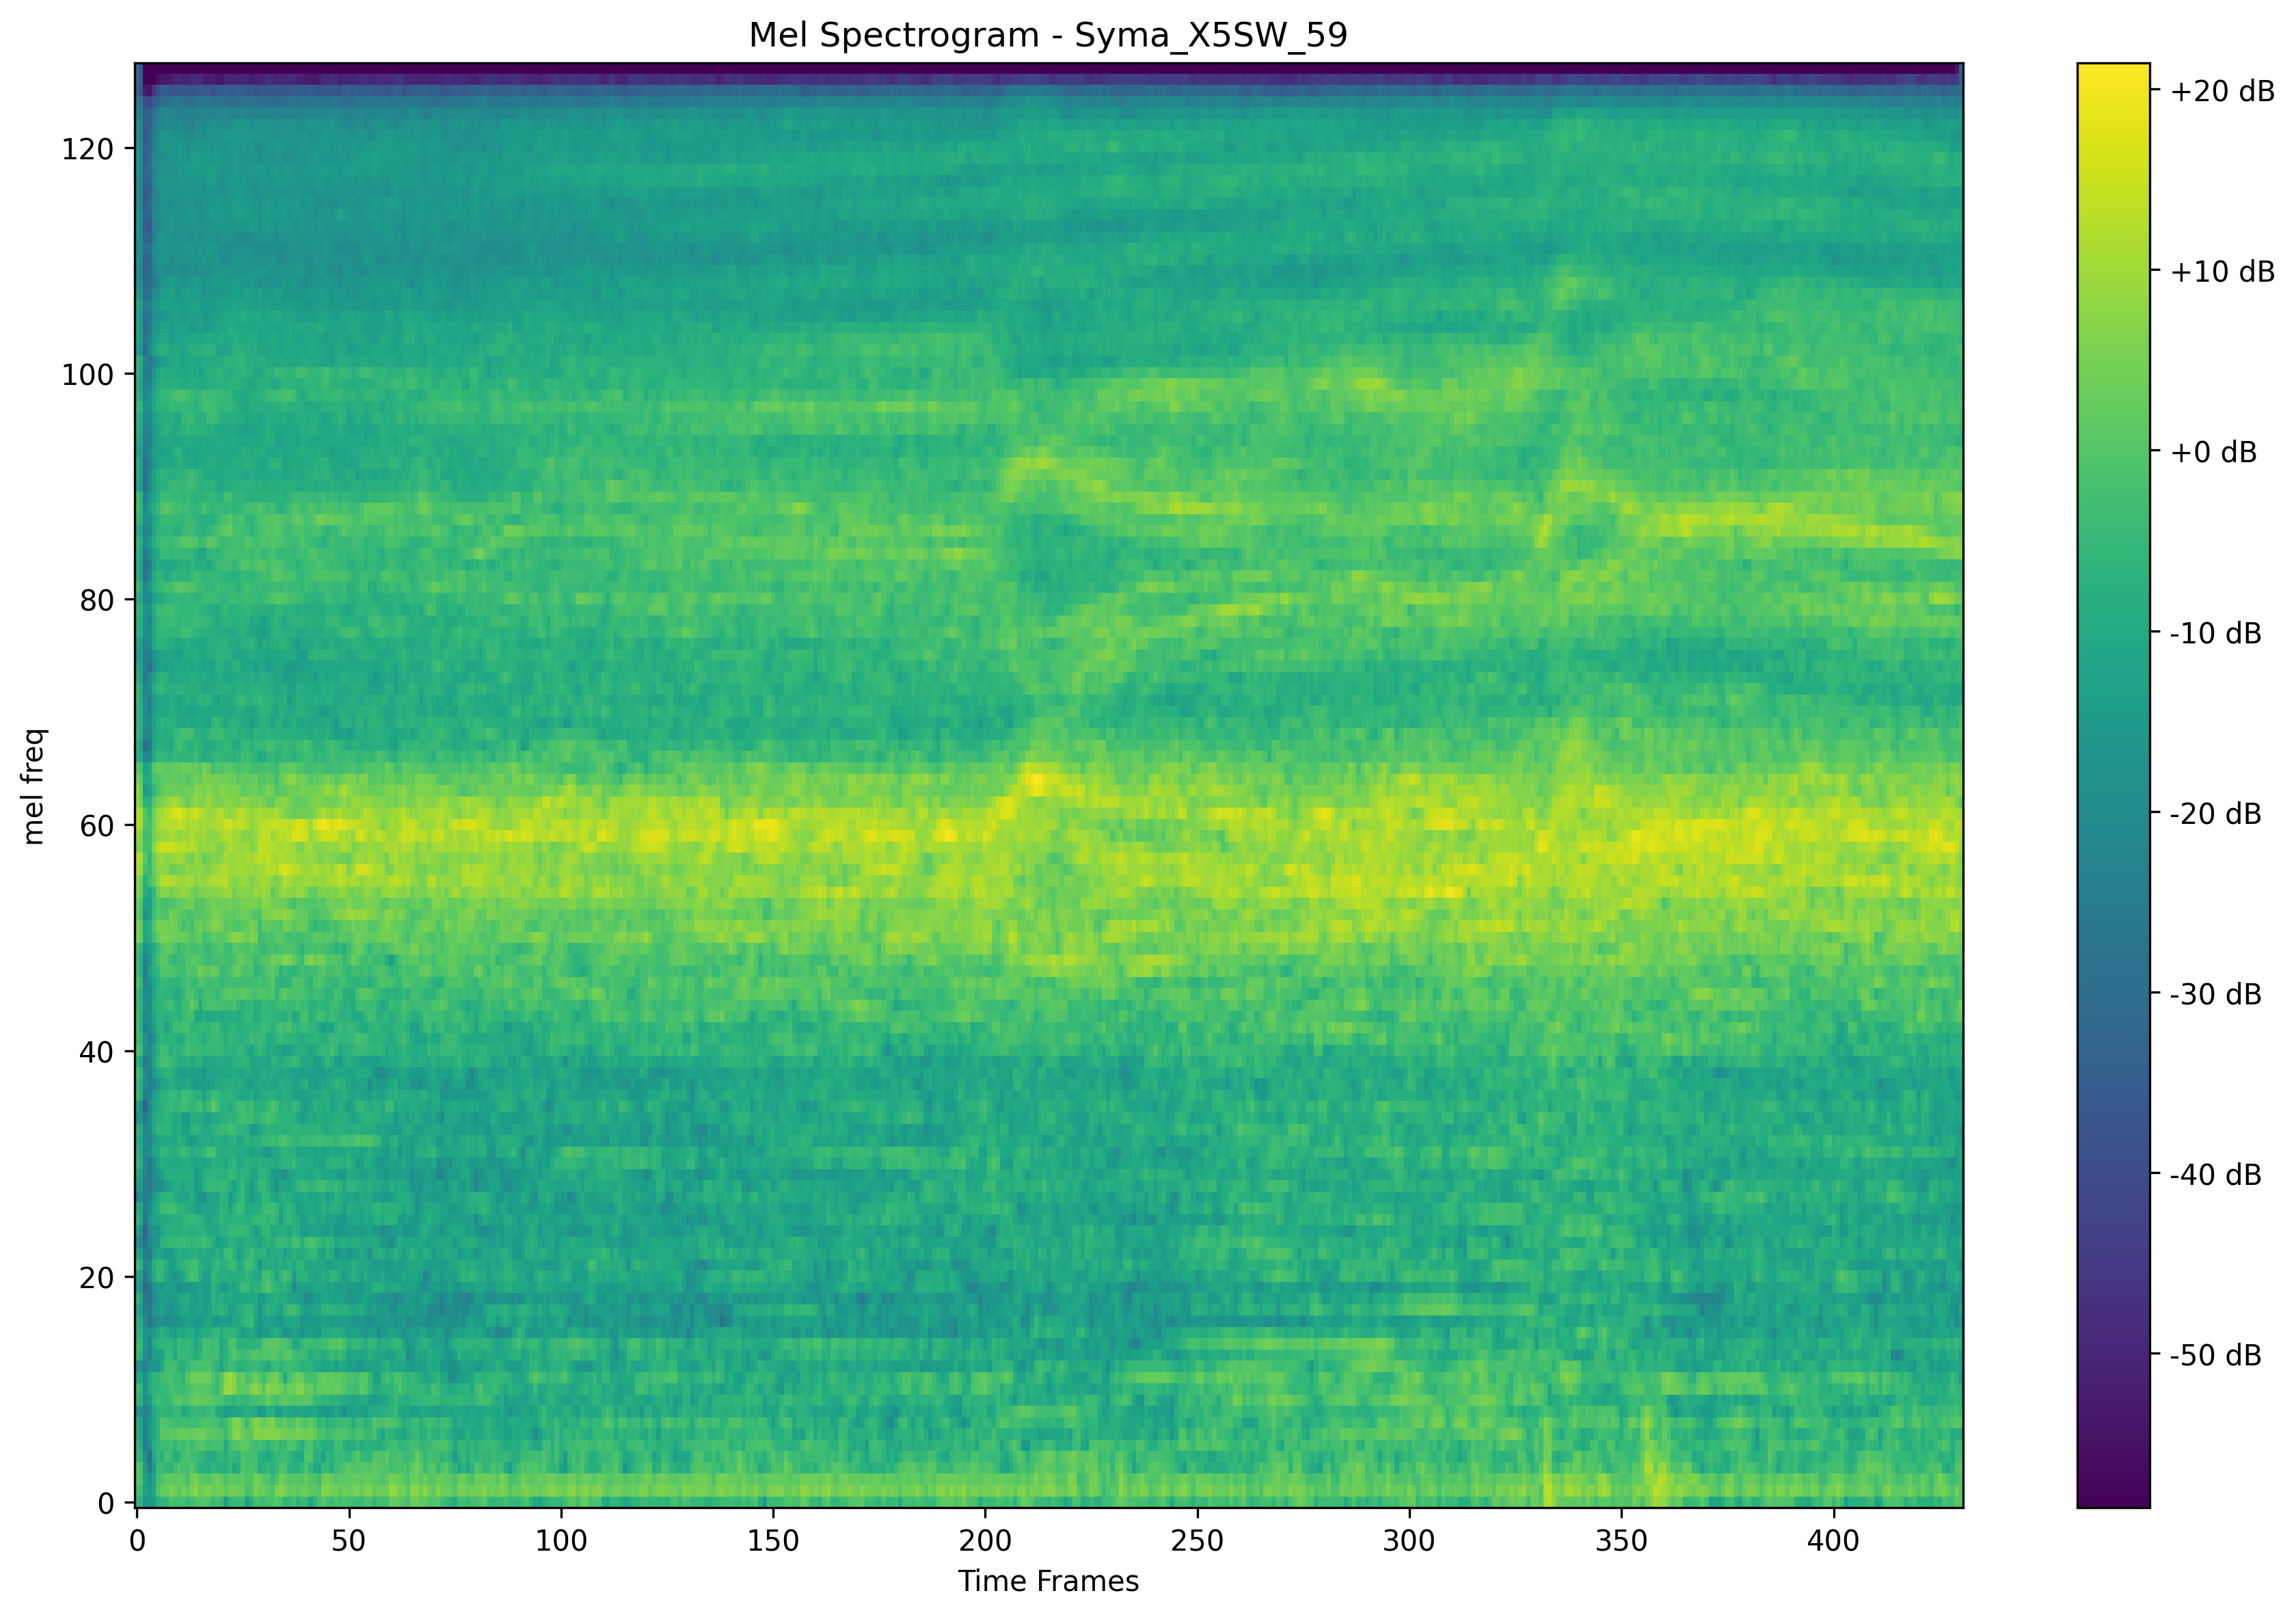 Mel Spectrogram - Syma_X5SW_59
mel freq
120
100
80
60
40
20
0
0 50 100 150 200 250 300 350 400
Time Frames
+20 dB
+10 dB
+0 dB
-10 dB
-20 dB
-30 dB
-40 dB
-50 dB